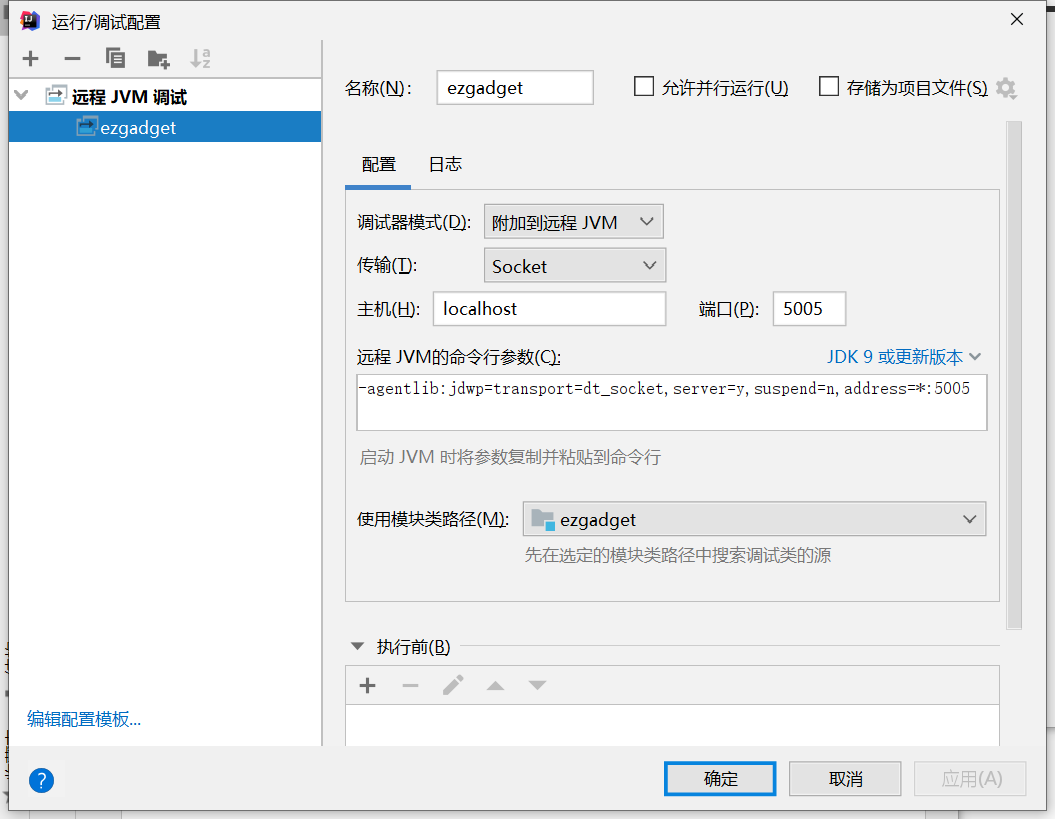 运行/调试配置
远程 JVM 调试
ezgadget
编辑配置模板...
名称(N):
ezgadget
允许并行运行(U)
存储为项目文件(S)
配置
日志
调试器模式(D):
附加到远程 JVM
传输(T):
Socket
主机(H):
localhost
端口(P):
5005
远程 JVM的命令行参数(C):
JDK 9 或更新版本
-agentlib:jdwp=transport=dt_socket,server=y,suspend=n,address=*:5005
启动 JVM 时将参数复制并粘贴到命令行
使用模块类路径(M):
ezgadget
先在选定的模块类路径中搜索调试类的源
执行前(B)
确定
取消
应用(A)